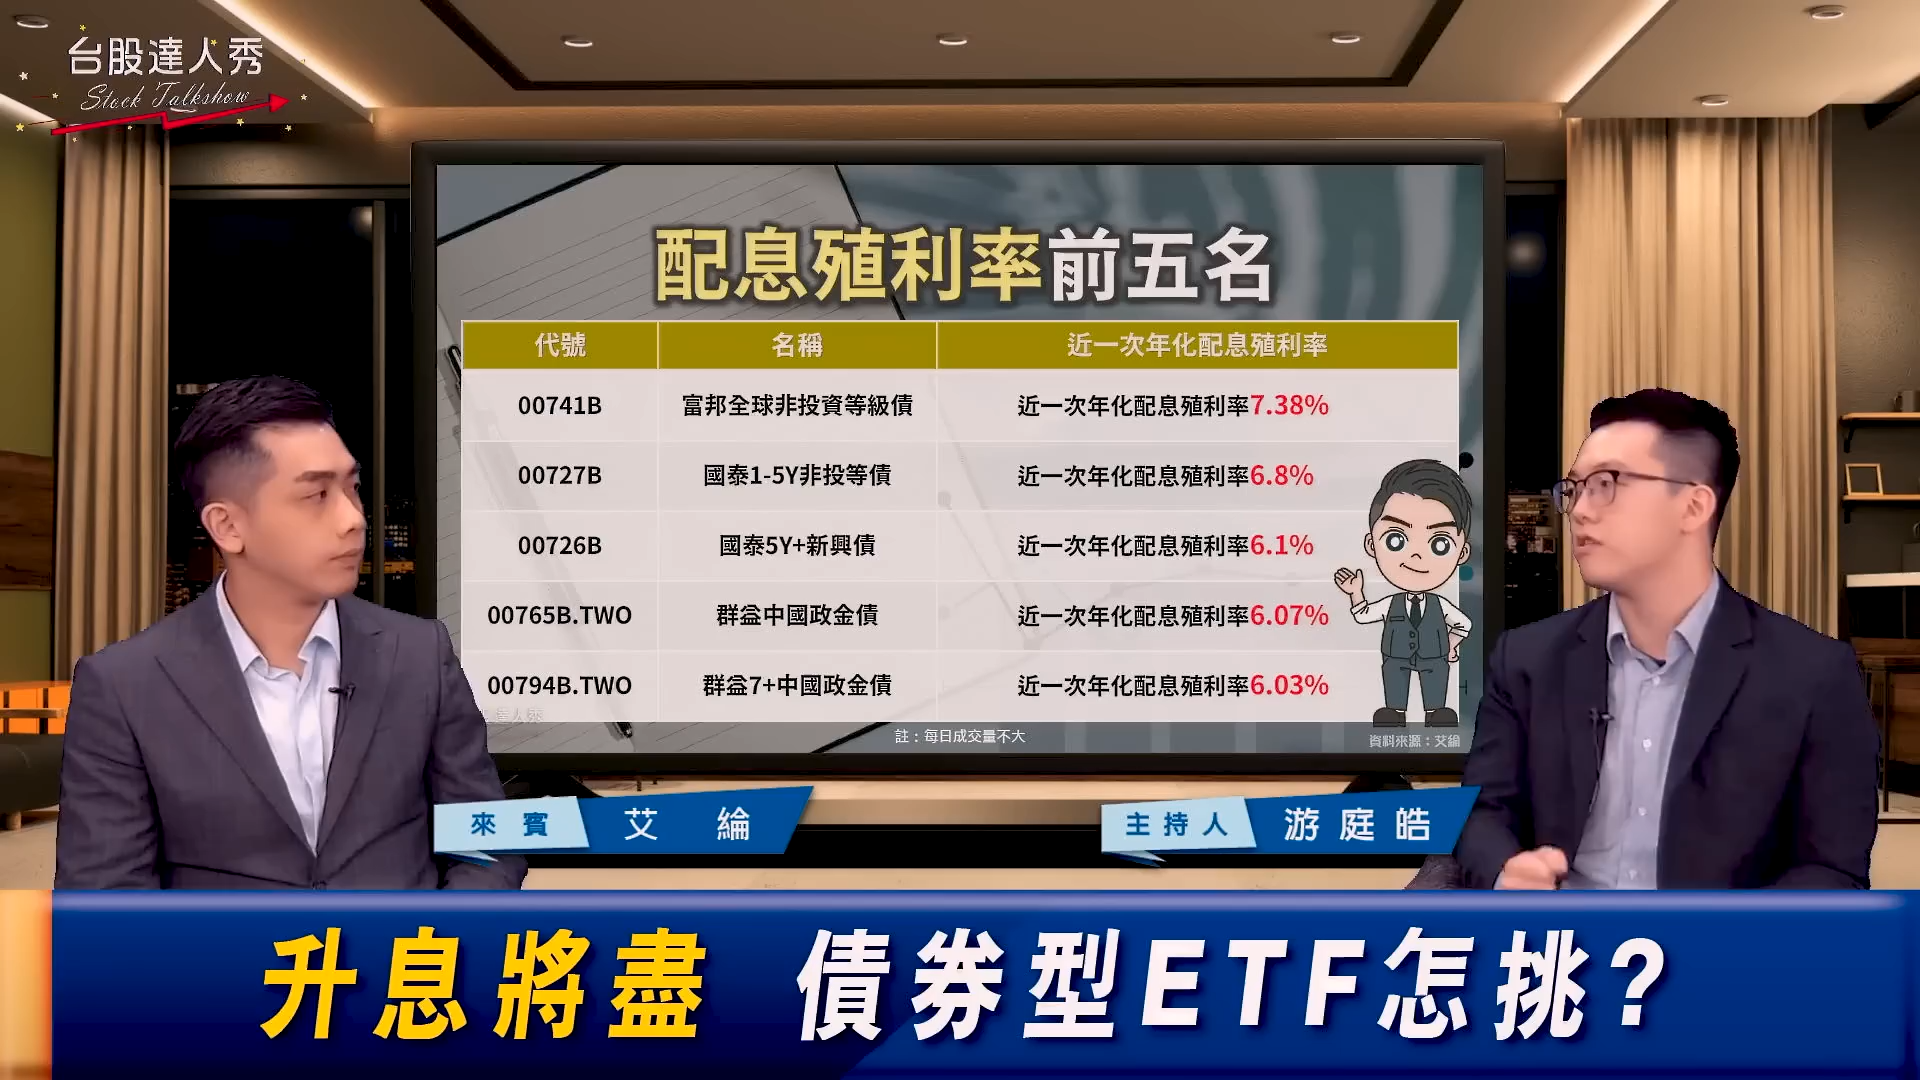 台股達人秀
Stock Talkshow
配息殖利率前五名
代號 名稱 近一次年化配息殖利率
00741B 富邦全球非投資等級債 近一次年化配息殖利率7.38%
00727B 國泰1-5Y非投等債 近一次年化配息殖利率6.8%
00726B 國泰5Y+新興債 近一次年化配息殖利率6.1%
00765B.TWO 群益中國政金債 近一次年化配息殖利率6.07%
00794B.TWO 群益7+中國政金債 近一次年化配息殖利率6.03%
達人秀
註：每日成交量不大
資料來源：艾綸
來賓 艾綸
主持人 游庭皓
升息將盡 債券型ETF怎挑?